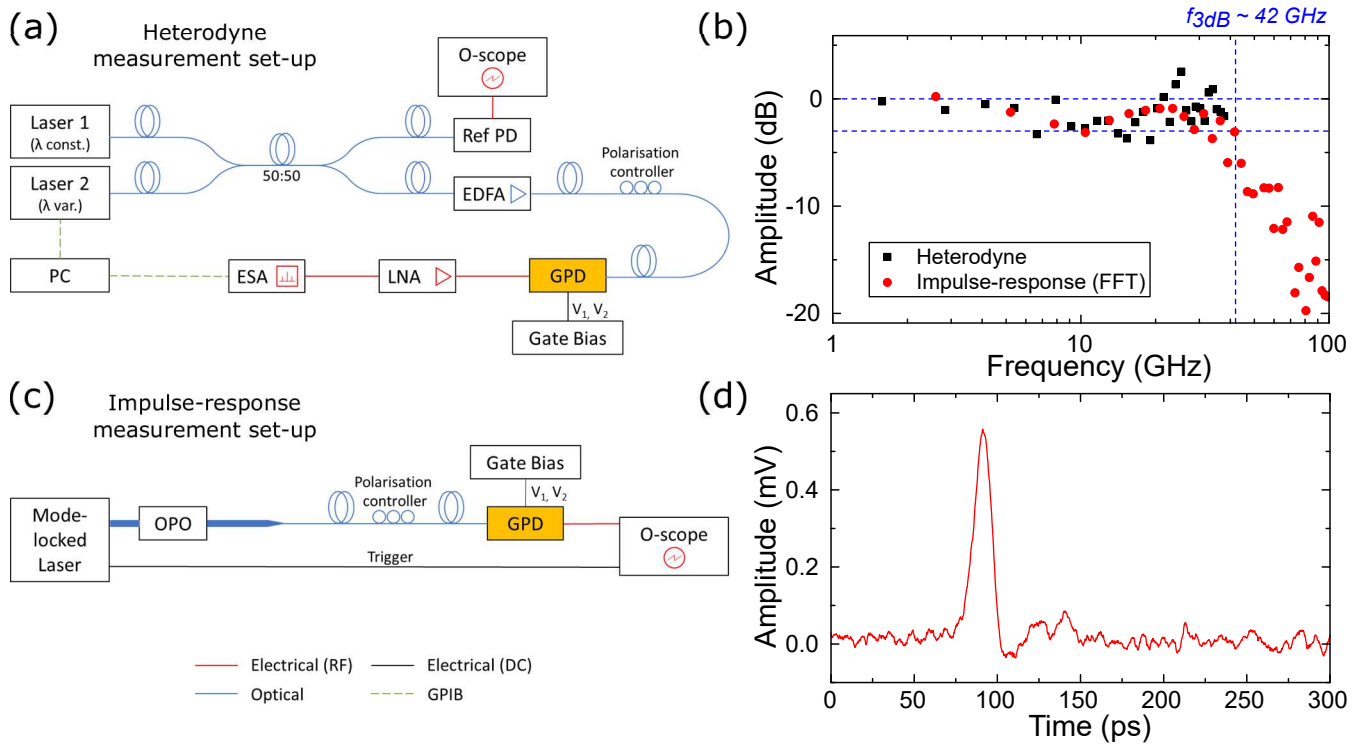 (a)
Heterodyne
measurement set-up
Laser 1
(λ const.)
Laser 2
(λ var.)
50:50
O-scope
Ref PD
EDFA
Polarisation
controller
PC
ESA
LNA
GPD
V1, V2
Gate Bias
(b)
f3dB ~ 42 GHz
Amplitude (dB)
0
-10
-20
Heterodyne
Impulse-response (FFT)
1
10
100
Frequency (GHz)
(c)
Impulse-response
measurement set-up
Mode-
locked
Laser
OPO
Polarisation
controller
Gate Bias
V1, V2
GPD
Trigger
O-scope
Electrical (RF)
Electrical (DC)
Optical
GPIB
(d)
Amplitude (mV)
0.6
0.4
0.2
0.0
0
50
100
150
200
250
300
Time (ps)